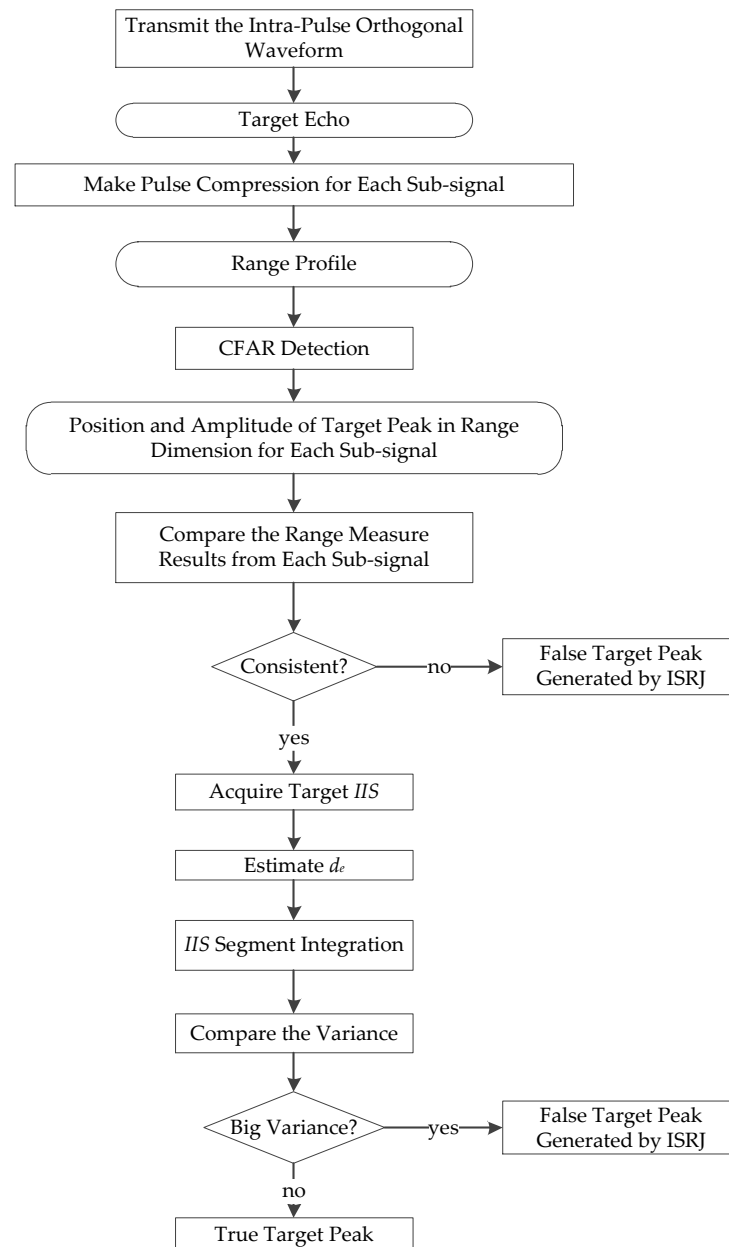 Transmit the Intra-Pulse Orthogonal
Waveform
Target Echo
Make Pulse Compression for Each Sub-signal
Range Profile
CFAR Detection
Position and Amplitude of Target Peak in Range
Dimension for Each Sub-signal
Compare the Range Measure
Results from Each Sub-signal
Consistent?
no
False Target Peak
Generated by ISRJ
yes
Acquire Target IIS
Estimate de
IIS Segment Integration
Compare the Variance
Big Variance?
yes
False Target Peak
Generated by ISRJ
no
True Target Peak